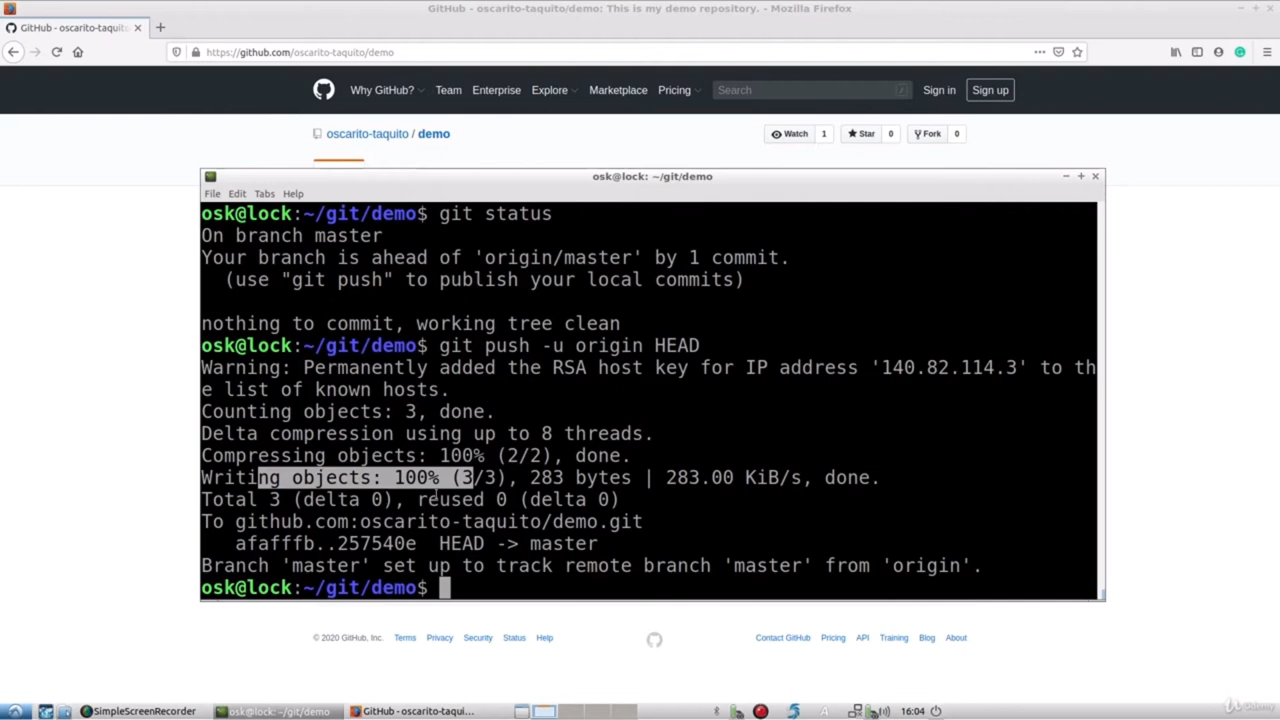 GitHub - oscarito-taquito/demo: This is my demo repository. - Mozilla Firefox
GitHub - oscarito-taquito
https://github.com/oscarito-taquito/demo
Why GitHub? Team Enterprise Explore Marketplace Pricing Search / Sign in Sign up
oscarito-taquito / demo Watch 1 Star 0 Fork 0
osk@lock: ~/git/demo
File Edit Tabs Help
osk@lock:~/git/demo$ git status
On branch master
Your branch is ahead of 'origin/master' by 1 commit.
(use "git push" to publish your local commits)
nothing to commit, working tree clean
osk@lock:~/git/demo$ git push -u origin HEAD
Warning: Permanently added the RSA host key for IP address '140.82.114.3' to th
e list of known hosts.
Counting objects: 3, done.
Delta compression using up to 8 threads.
Compressing objects: 100% (2/2), done.
Writing objects: 100% (3/3), 283 bytes | 283.00 KiB/s, done.
Total 3 (delta 0), reused 0 (delta 0)
To github.com:oscarito-taquito/demo.git
afafffb..257540e HEAD -> master
Branch 'master' set up to track remote branch 'master' from 'origin'.
osk@lock:~/git/demo$
© 2020 GitHub, Inc. Terms Privacy Security Status Help Contact GitHub Pricing API Training Blog About
SimpleScreenRecorder osk@lock: ~/git/demo GitHub - oscarito-taqui... A 16:04
Udemy